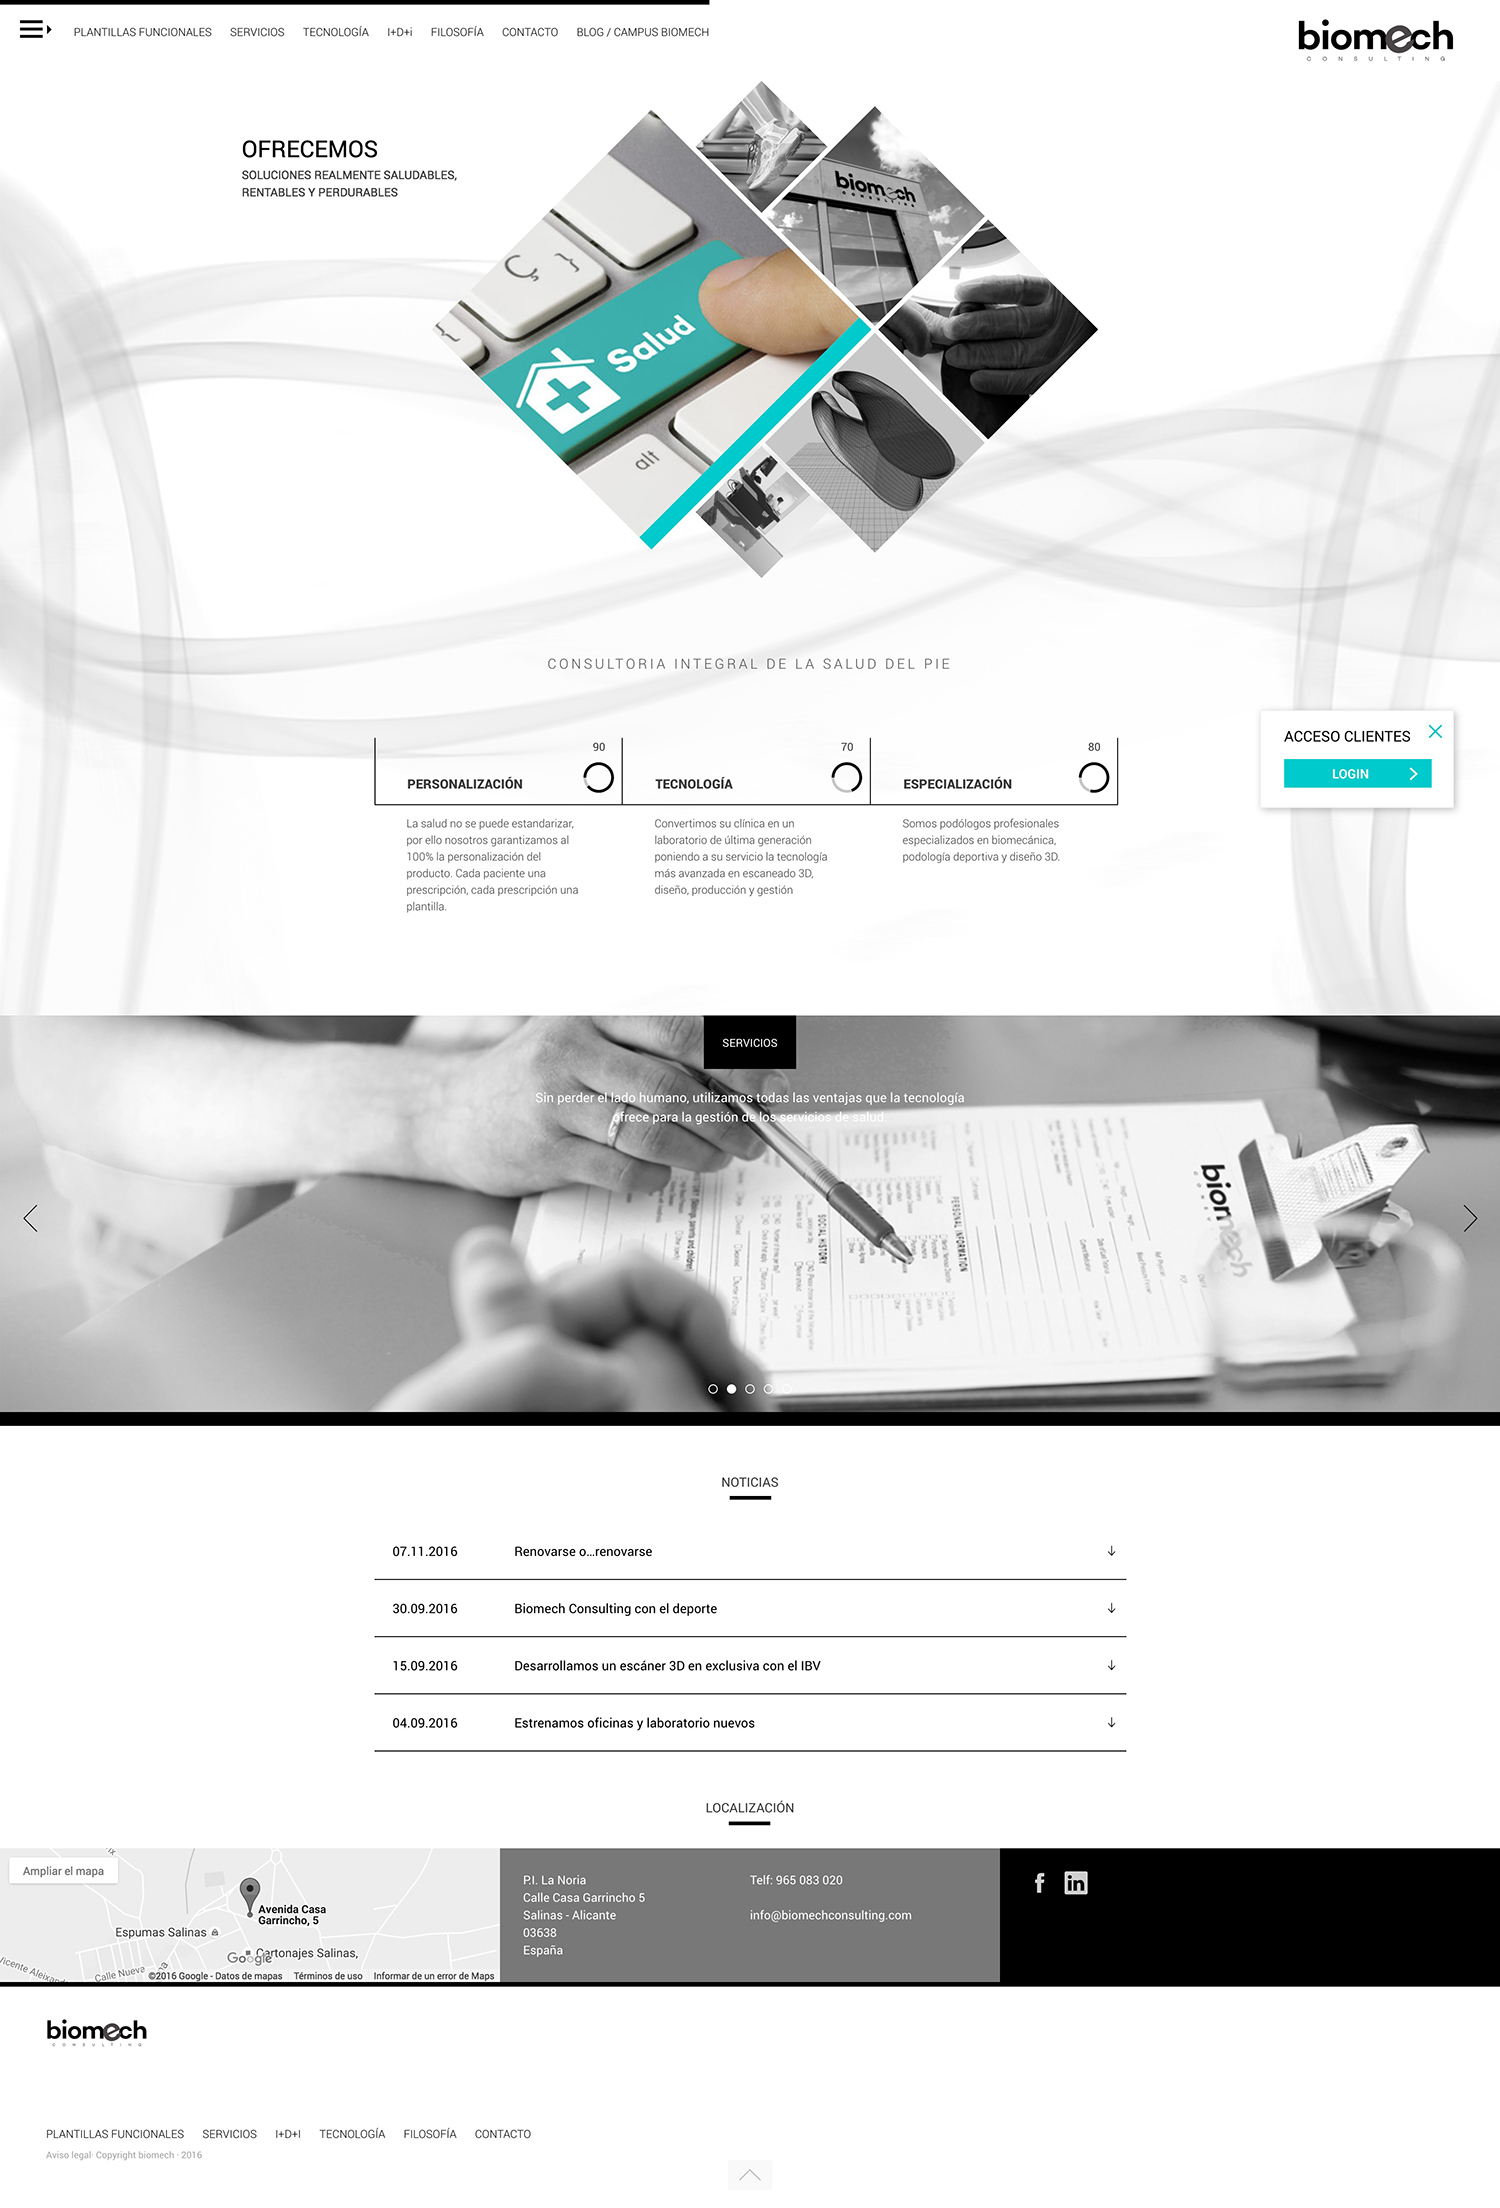 PLANTILLAS FUNCIONALES SERVICIOS TECNOLOGÍA I+D+i FILOSOFÍA CONTACTO BLOG / CAMPUS BIOMECH
biomech
CONSULTING
OFRECEMOS
SOLUCIONES REALMENTE SALUDABLES,
RENTABLES Y PERDURABLES
biomech
CONSULTING
Salud
alt
CONSULTORIA INTEGRAL DE LA SALUD DEL PIE
90
PERSONALIZACIÓN
La salud no se puede estandarizar,
por ello nosotros garantizamos al
100% la personalización del
producto. Cada paciente una
prescripción, cada prescripción una
plantilla.
70
TECNOLOGÍA
Convertimos su clínica en un
laboratorio de última generación
poniendo a su servicio la tecnología
más avanzada en escaneado 3D,
diseño, producción y gestión
80
ESPECIALIZACIÓN
Somos podólogos profesionales
especializados en biomecánica,
podología deportiva y diseño 3D.
ACCESO CLIENTES
LOGIN
SERVICIOS
Sin perder el lado humano, utilizamos todas las ventajas que la tecnología
ofrece para la gestión de los servicios de salud.
biomech
PERSONAL INFORMATION
SOCIAL HISTORY
NOTICIAS
07.11.2016 Renovarse o...renovarse
30.09.2016 Biomech Consulting con el deporte
15.09.2016 Desarrollamos un escáner 3D en exclusiva con el IBV
04.09.2016 Estrenamos oficinas y laboratorio nuevos
LOCALIZACIÓN
Ampliar el mapa
Avenida Casa
Garrincho, 5
Espumas Salinas
Cartonajes Salinas,
Google
Calle Nueva
©2016 Google - Datos de mapas Términos de uso Informar de un error de Maps
P.I. La Noria
Calle Casa Garrincho 5
Salinas - Alicante
03638
España
Telf: 965 083 020
info@biomechconsulting.com
f in
biomech
CONSULTING
PLANTILLAS FUNCIONALES SERVICIOS I+D+I TECNOLOGÍA FILOSOFÍA CONTACTO
Aviso legal· Copyright biomech · 2016